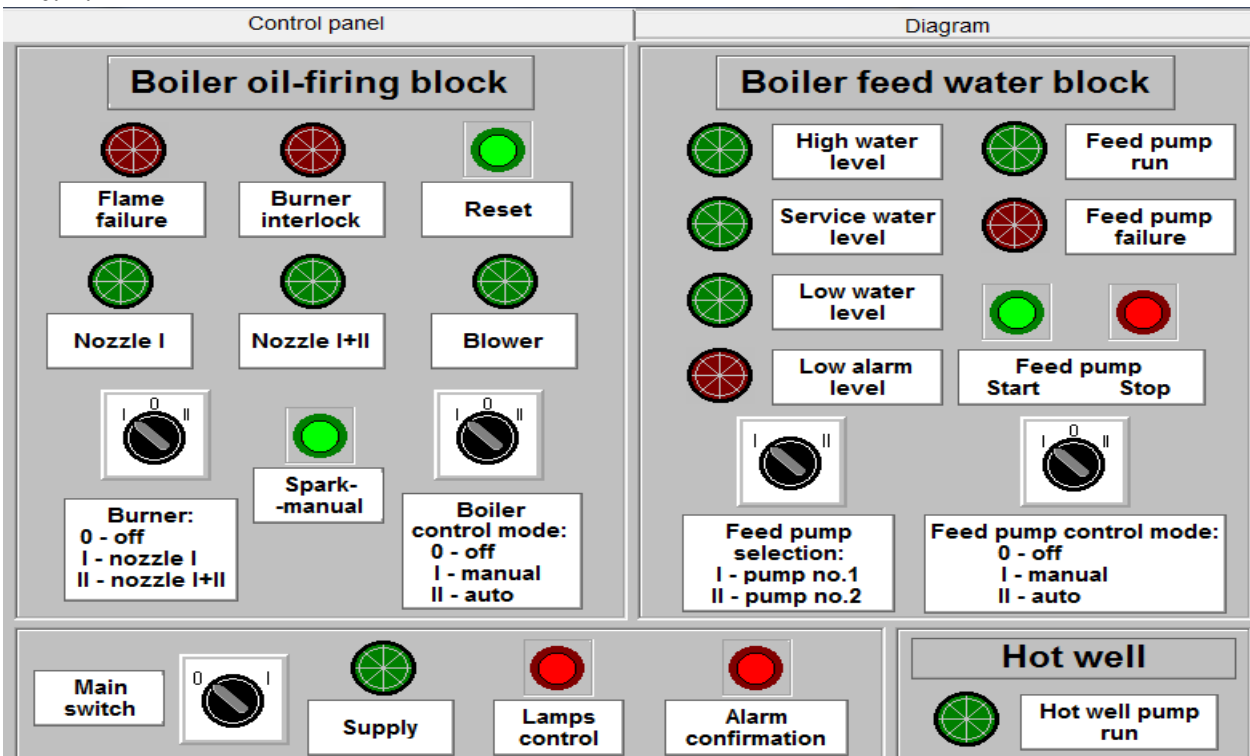 Control panel
Diagram
Boiler oil-firing block
Flame
failure
Burner
interlock
Reset
Nozzle I
Nozzle I+II
Blower
I 0 II
Burner:
0 - off
I - nozzle I
II - nozzle I+II
Spark-
-manual
I 0 II
Boiler
control mode:
0 - off
I - manual
II - auto
Boiler feed water block
High water
level
Feed pump
run
Service water
level
Feed pump
failure
Low water
level
Low alarm
level
Feed pump
Start Stop
I II
Feed pump
selection:
I - pump no.1
II - pump no.2
I 0 II
Feed pump control mode:
0 - off
I - manual
II - auto
Main
switch
0 I
Supply
Lamps
control
Alarm
confirmation
Hot well
Hot well pump
run